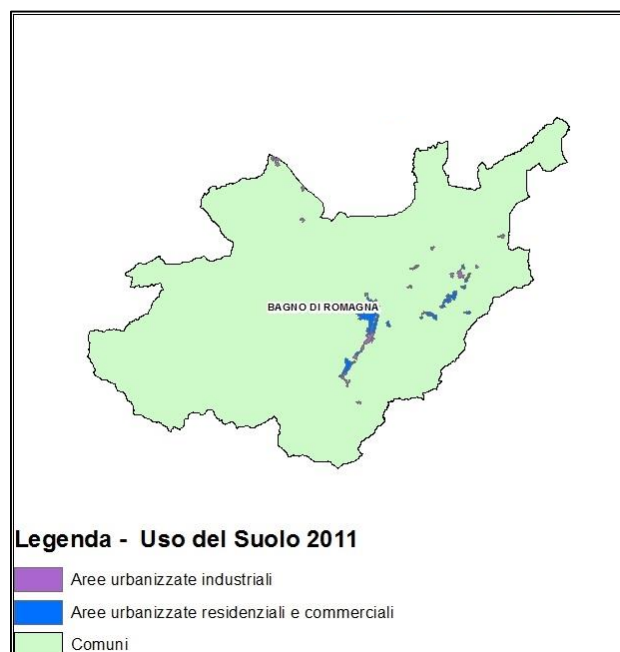 BAGNO DI ROMAGNA
Legenda - Uso del Suolo 2011
Aree urbanizzate industriali
Aree urbanizzate residenziali e commerciali
Comuni